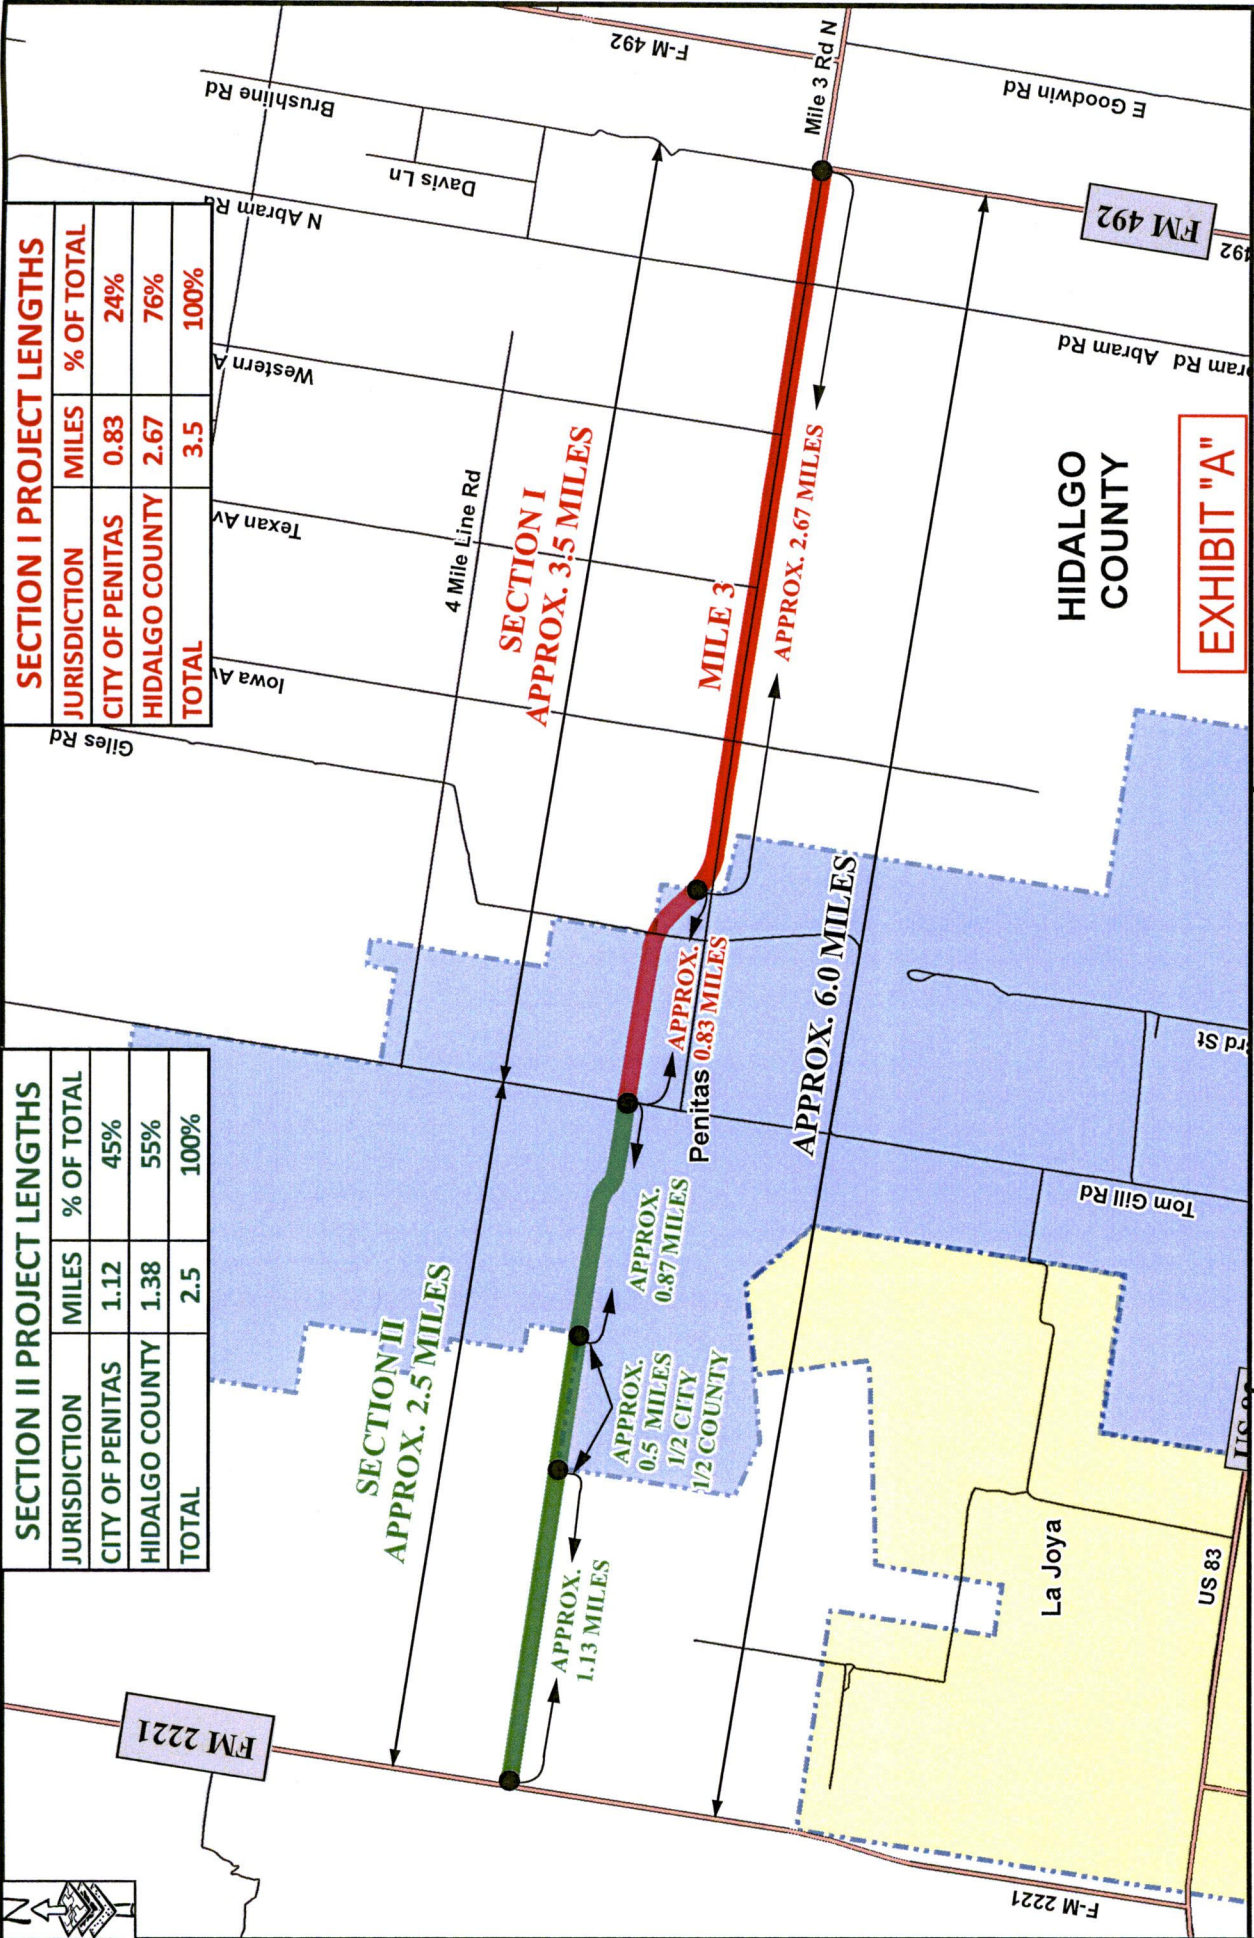 N
SECTION II PROJECT LENGTHS
JURISDICTION MILES % OF TOTAL
CITY OF PENITAS 1.12 45%
HIDALGO COUNTY 1.38 55%
TOTAL 2.5 100%
SECTION I PROJECT LENGTHS
JURISDICTION MILES % OF TOTAL
CITY OF PENITAS 0.83 24%
HIDALGO COUNTY 2.67 76%
TOTAL 3.5 100%
FM 2221
Giles Rd
Iowa Av
Texan Av
Western A
N Abram Rd
Brushline Rd
Davis Ln
F-M 492
4 Mile Line Rd
SECTION II
APPROX. 2.5 MILES
SECTION I
APPROX. 3.5 MILES
MILE 3
Mile 3 Rd N
APPROX.
1.13 MILES
APPROX.
0.5 MILES
1/2 CITY
1/2 COUNTY
APPROX.
0.87 MILES
Penitas
APPROX.
0.83 MILES
APPROX. 2.67 MILES
APPROX. 6.0 MILES
E Goodwin Rd
FM 492
492
Abram Rd
ram Rd
HIDALGO
COUNTY
La Joya
Tom Gill Rd
3rd St
US 83
F-M 2221
EXHIBIT "A"